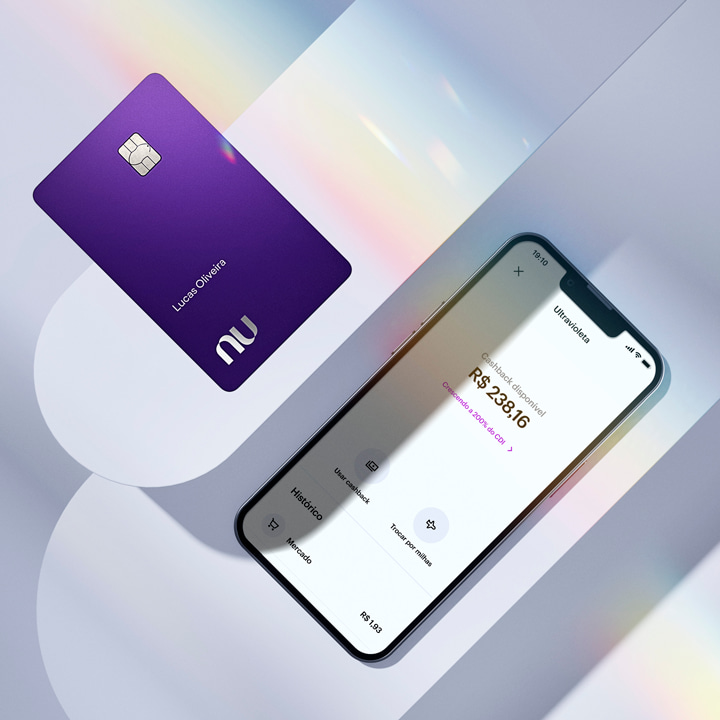 Lucas Oliveira
nu
19:10
Ultravioleta
Cashback disponível
R$ 238,16
Crescendo a 200% do CDI
Usar cashback
Trocar por milhas
Histórico
Mercado
R$ 1,93